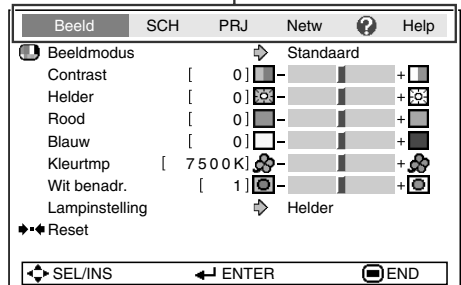 Beeld SCH PRJ Netw ? Help
Beeldmodus Standaard
Contrast [ 0] - +
Helder [ 0] - +
Rood [ 0] - +
Blauw [ 0] - +
Kleurtmp [ 7500K] - +
Wit benadr. [ 1] - +
Lampinstelling Helder
Reset
SEL/INS ENTER END